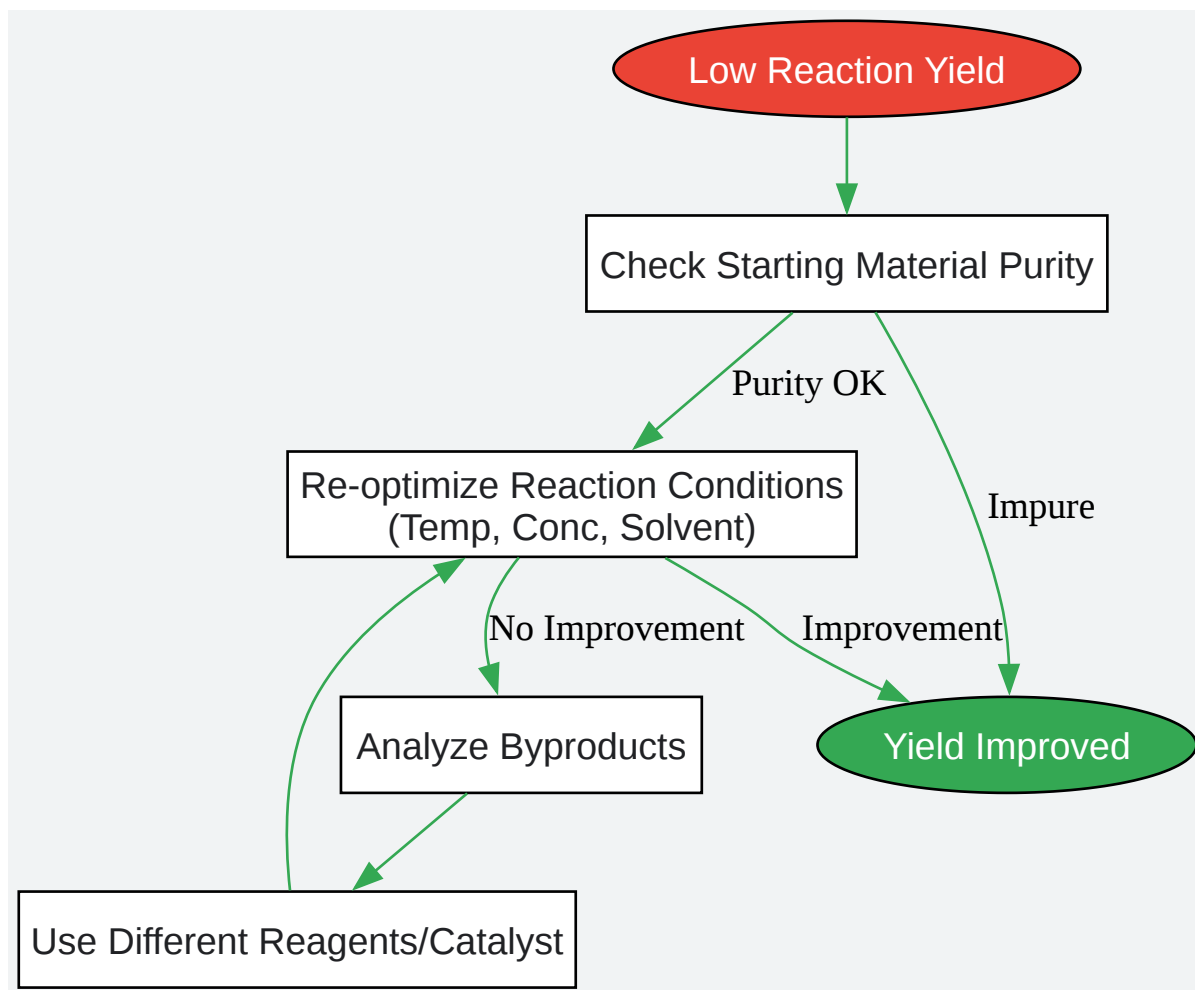 Low Reaction Yield
Check Starting Material Purity
Purity OK
Re-optimize Reaction Conditions
(Temp, Conc, Solvent)
Impure
No Improvement
Improvement
Analyze Byproducts
Yield Improved
Use Different Reagents/Catalyst